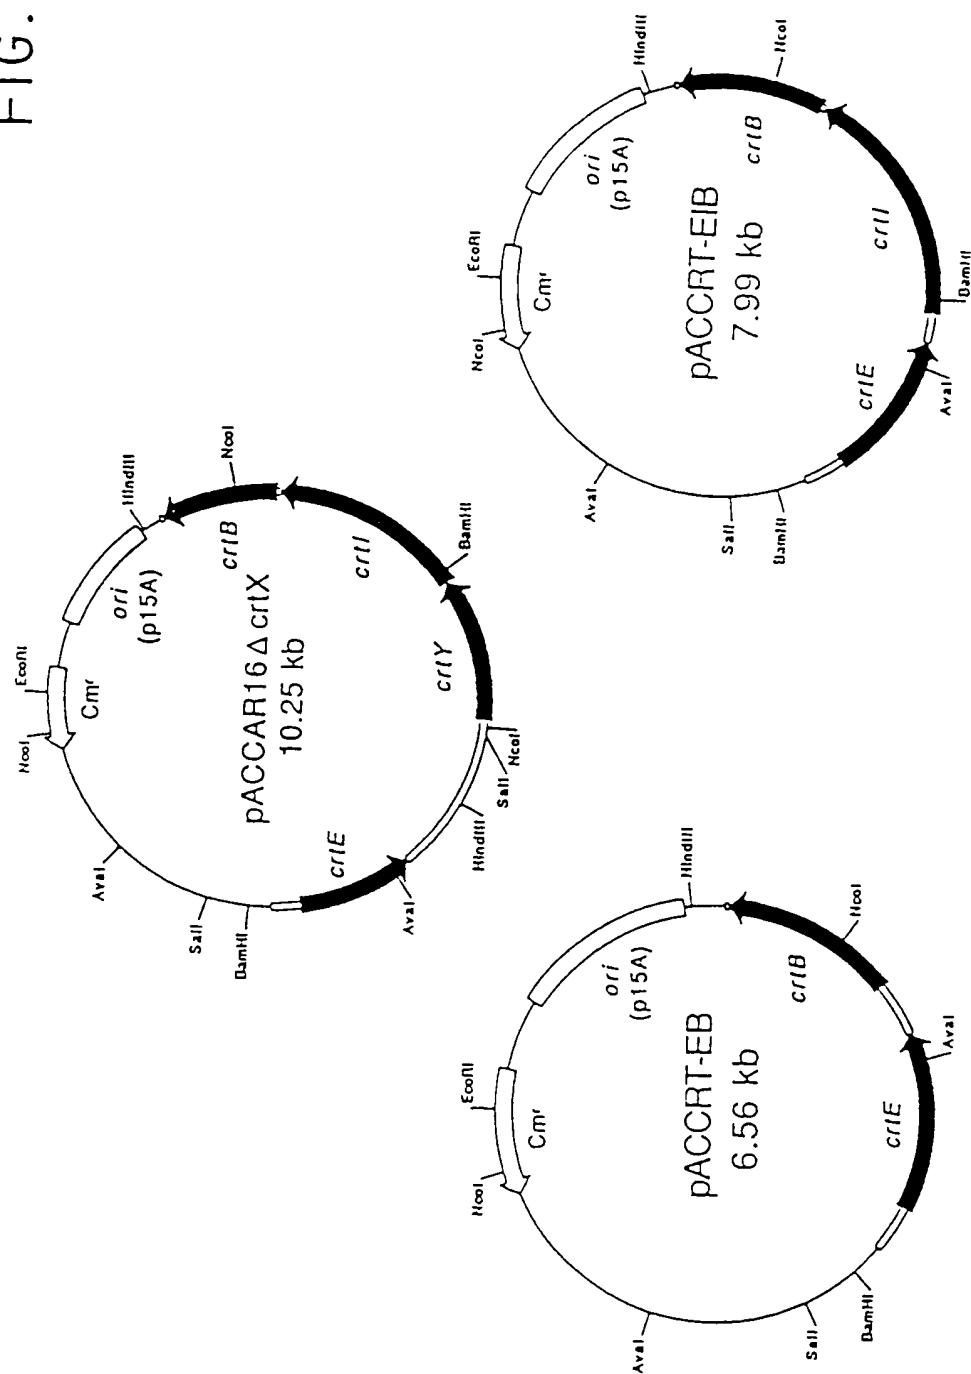 FIG.
pACCAR16ΔcrtX
10.25 kb
EcoRI
NcoI
Cmr
ori
(p15A)
HindIII
crtB
NcoI
crtI
BamHI
crtY
NcoI
SalI
HindIII
AvaI
crtE
BamHI
SalI
AvaI
pACCRT-EB
6.56 kb
EcoRI
NcoI
Cmr
ori
(p15A)
HindIII
crtB
NcoI
AvaI
crtE
BamHI
SalI
AvaI
pACCRT-EIB
7.99 kb
EcoRI
NcoI
Cmr
ori
(p15A)
HindIII
crtB
NcoI
crtI
BamHI
AvaI
crtE
BamHI
SalI
AvaI